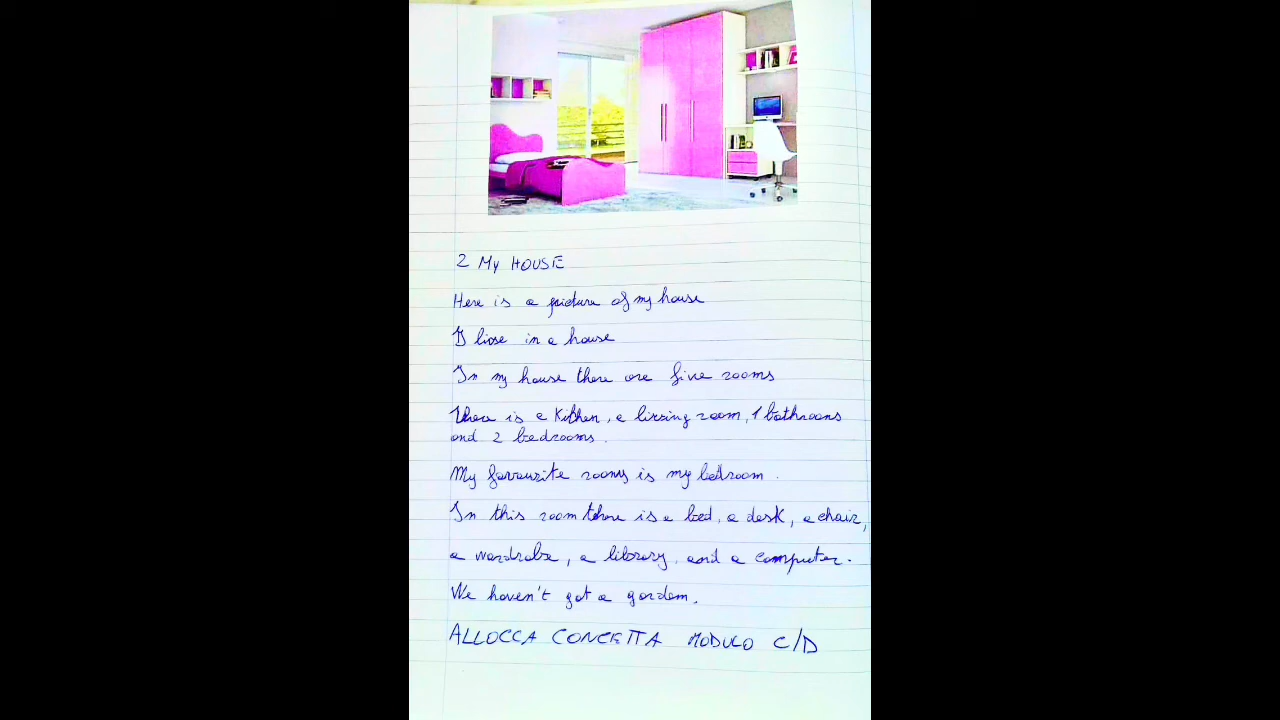 2 My HOUSE
Here is a picture of my house
I live in a house
In my house there are five rooms
There is a Kitchen, a living room, 1 bathrooms
and 2 bedrooms.
My favourite rooms is my bedroom.
In this room there is a bed, a desk, a chair,
a wardrobe, a library, and a computer.
We haven't got a gardem.
ALLOCCA CONCETTA MODULO C/D